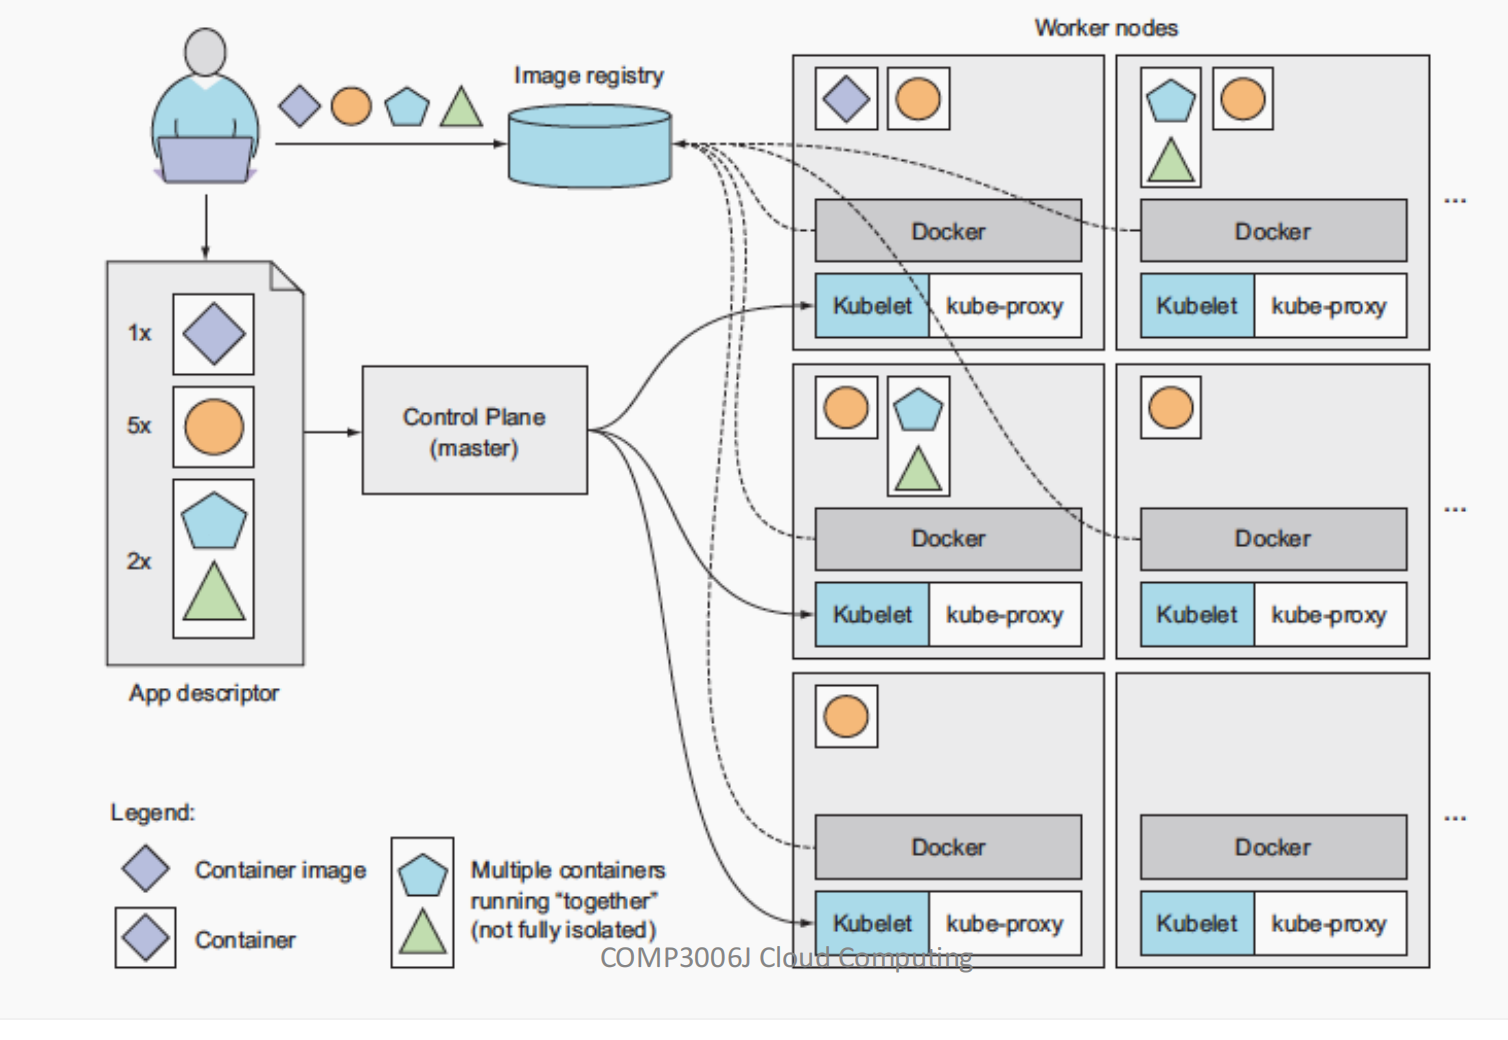 Worker nodes
Image registry
Docker
Kubelet kube-proxy
Docker
Kubelet kube-proxy
...
1x
5x
2x
App descriptor
Control Plane
(master)
Docker
Kubelet kube-proxy
Docker
Kubelet kube-proxy
...
Docker
Kubelet kube-proxy
Docker
Kubelet kube-proxy
...
Legend:
Container image
Container
Multiple containers
running “together”
(not fully isolated)
COMP3006J Cloud Computing